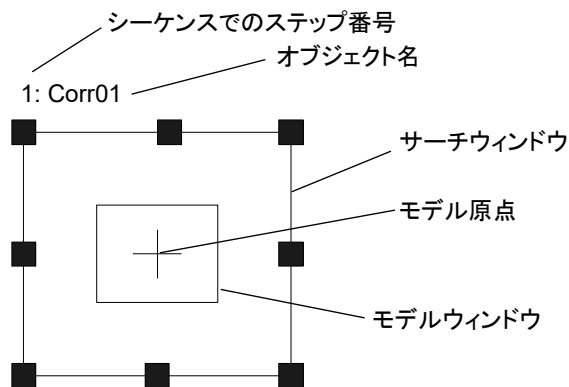 シーケンスでのステップ番号
オブジェクト名
1: Corr01
サーチウィンドウ
モデル原点
モデルウィンドウ